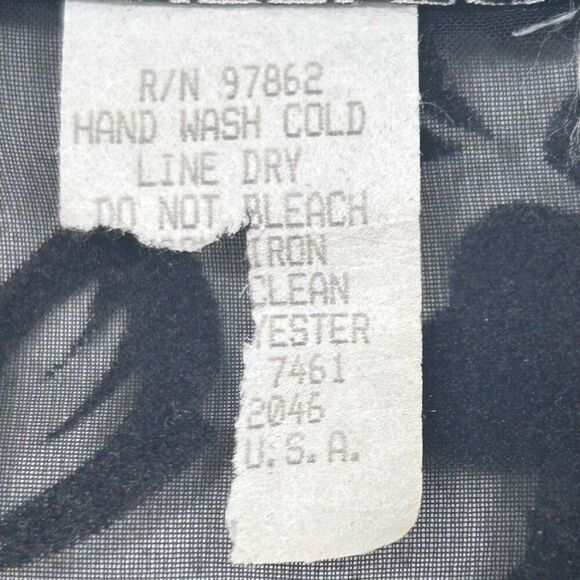 R/N 97862
HAND WASH COLD
LINE DRY
DO NOT BLEACH
IRON
CLEAN
YESTER
7461
2046
U.S.A.